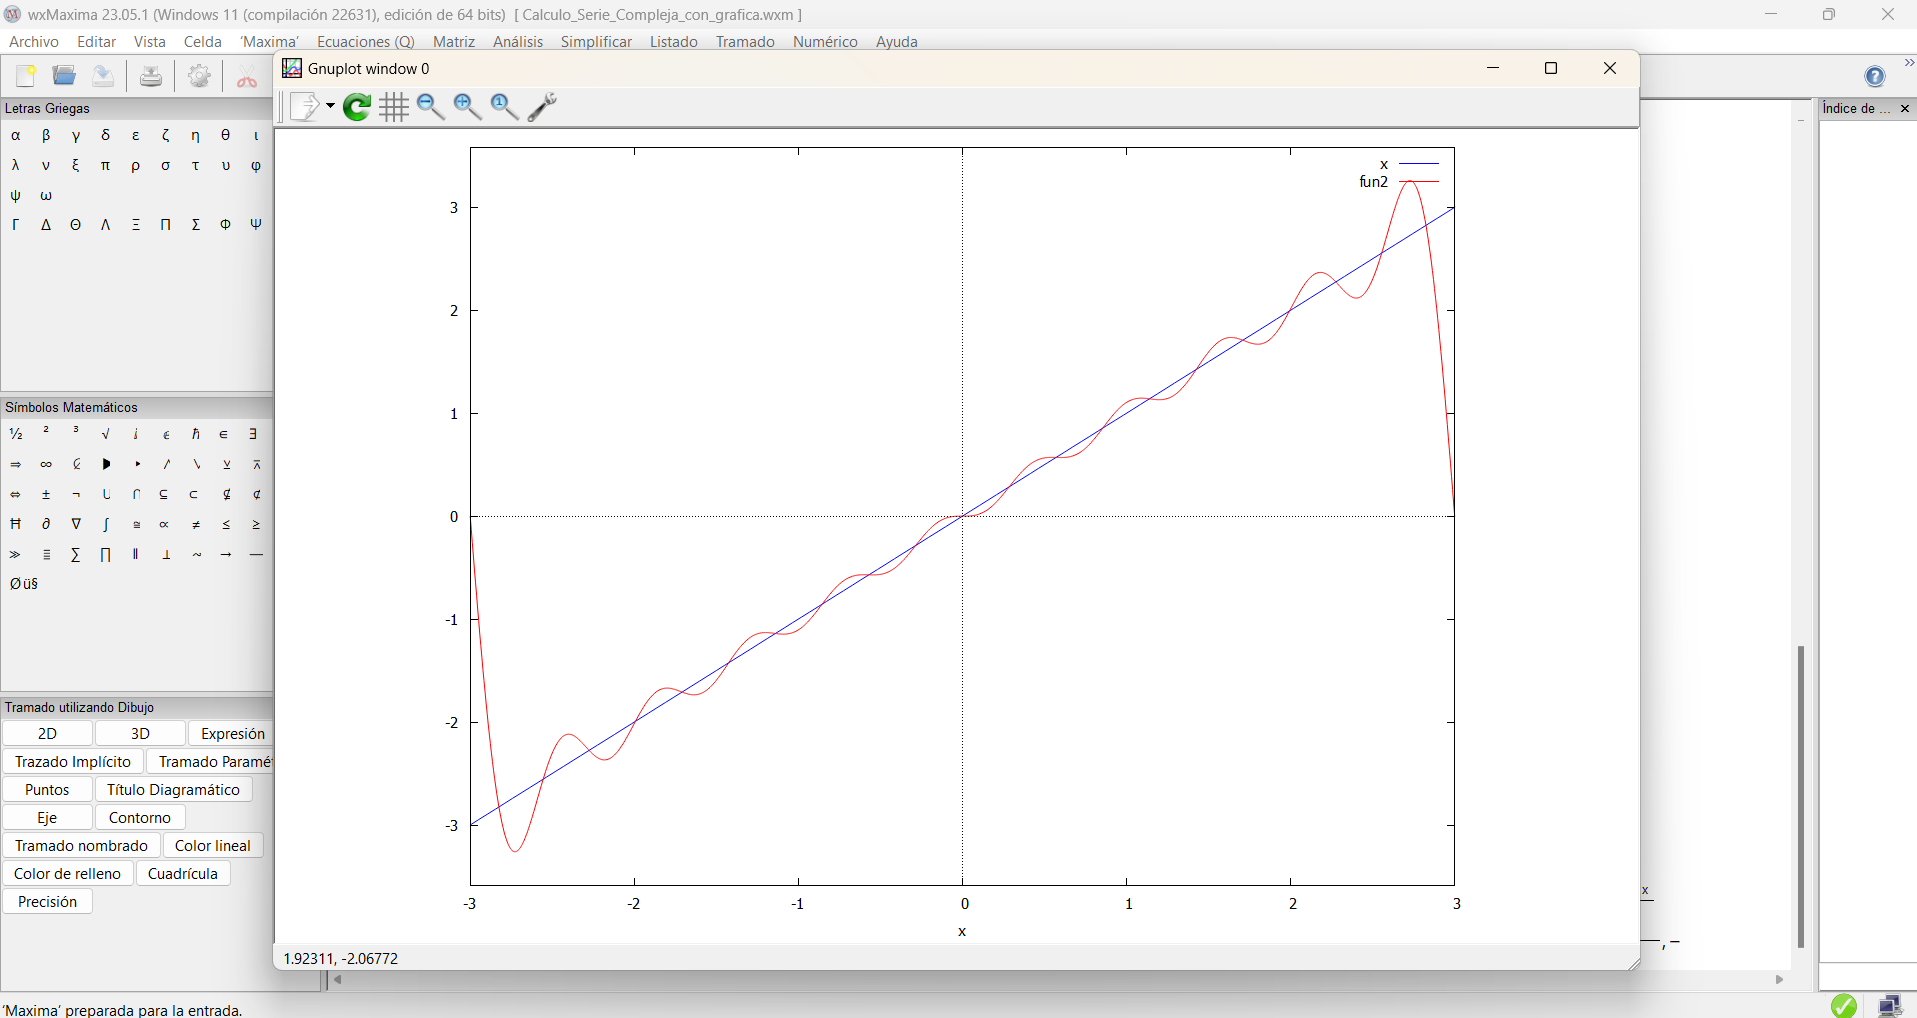 wxMaxima 23.05.1 (Windows 11 (compilación 22631), edición de 64 bits) [ Calculo_Serie_Compleja_con_grafica.wxm ]
Archivo Editar Vista Celda ‘Maxima’ Ecuaciones (Q) Matriz Análisis Simplificar Listado Tramado Numérico Ayuda
Gnuplot window 0
Letras Griegas
α β γ δ ε ζ η θ ι
λ ν ξ π ρ σ τ υ φ
ψ ω
Γ Δ Θ Λ Ξ Π Σ Φ Ψ
Símbolos Matemáticos
½ ² ³ √ ⅈ ⅇ ħ ∈ ∃
⇒ ∞
⇔ ± ¬ ∪ ∩ ⊆ ⊂ ⊈ ⊄
Ħ ∂ ∇ ∫ ≅ ∝ ≠ ≤ ≥
≫ ≣ ∑ ∏ ∥ ⟂ ~ → —
Øü§
Tramado utilizando Dibujo
2D 3D Expresión
Trazado Implícito Tramado Paramét
Puntos Título Diagramático
Eje Contorno
Tramado nombrado Color lineal
Color de relleno Cuadrícula
Precisión
x
fun2
3
2
1
0
-1
-2
-3
-3 -2 -1 0 1 2 3
x
1.92311, -2.06772
Índice de ...
x
, −
‘Maxima’ preparada para la entrada.